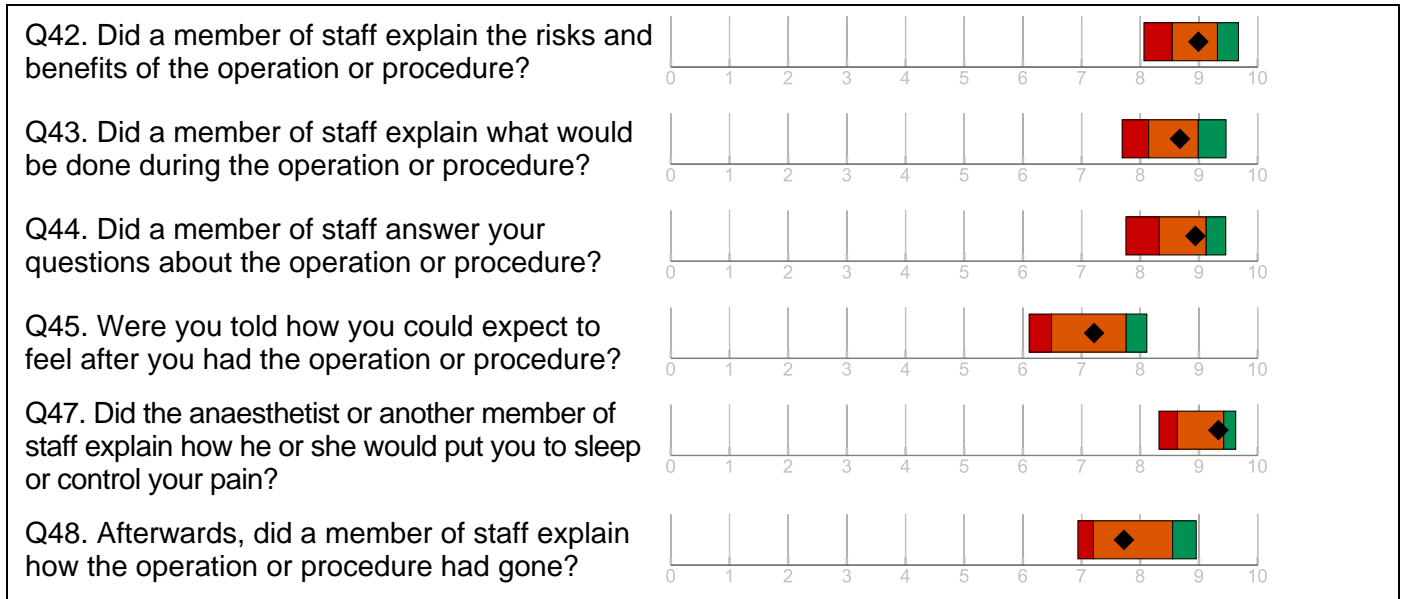 Q42. Did a member of staff explain the risks and
benefits of the operation or procedure?
0 1 2 3 4 5 6 7 8 9 10
Q43. Did a member of staff explain what would
be done during the operation or procedure?
0 1 2 3 4 5 6 7 8 9 10
Q44. Did a member of staff answer your
questions about the operation or procedure?
0 1 2 3 4 5 6 7 8 9 10
Q45. Were you told how you could expect to
feel after you had the operation or procedure?
0 1 2 3 4 5 6 7 8 9 10
Q47. Did the anaesthetist or another member of
staff explain how he or she would put you to sleep
or control your pain?
0 1 2 3 4 5 6 7 8 9 10
Q48. Afterwards, did a member of staff explain
how the operation or procedure had gone?
0 1 2 3 4 5 6 7 8 9 10